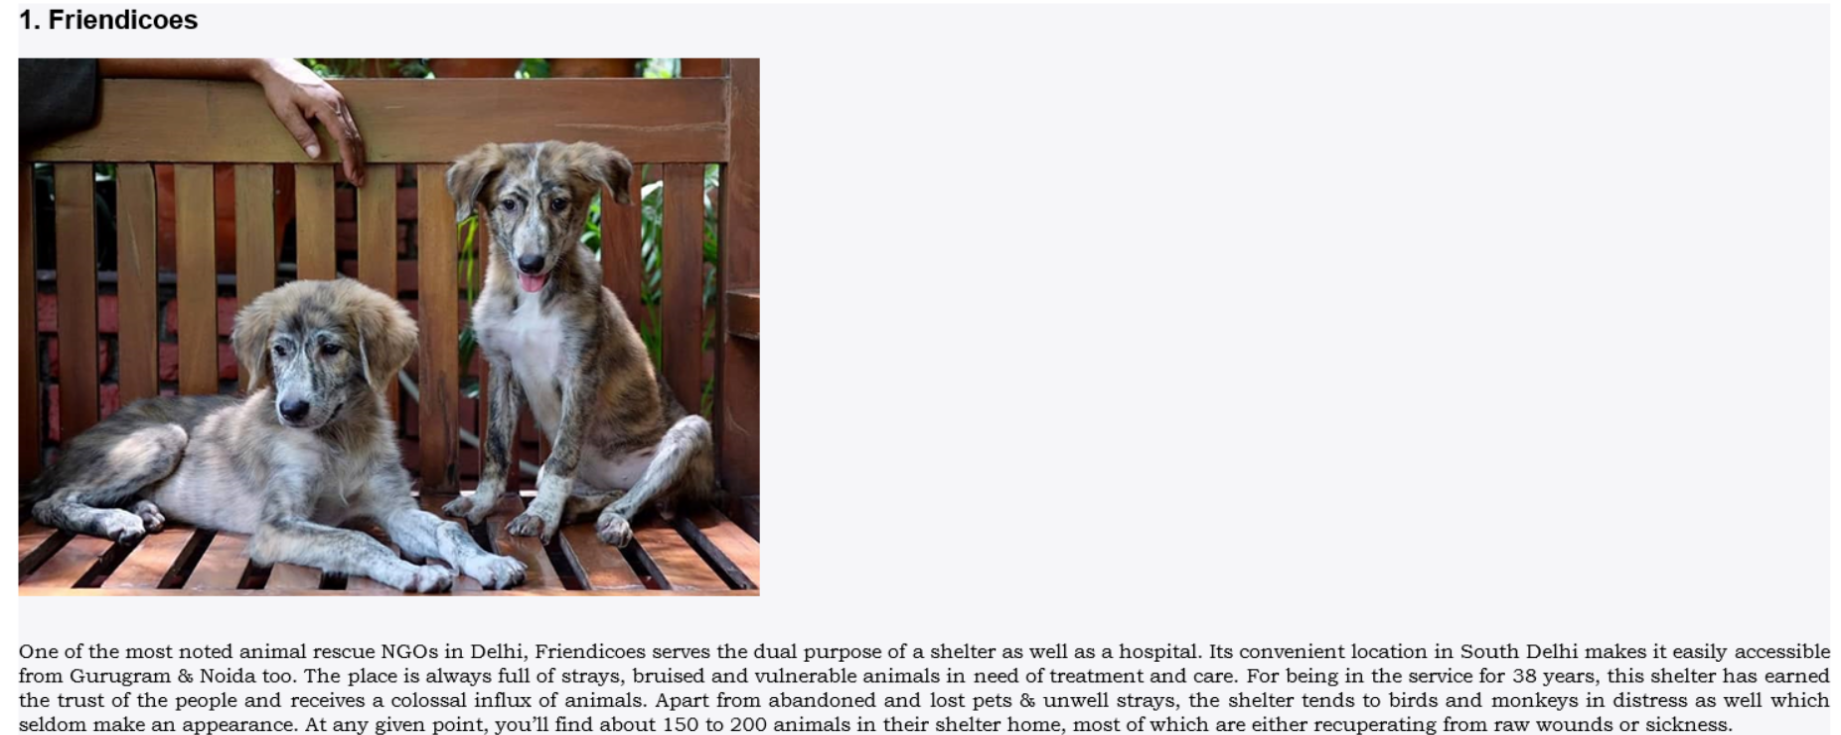 1. Friendicoes
One of the most noted animal rescue NGOs in Delhi, Friendicoes serves the dual purpose of a shelter as well as a hospital. Its convenient location in South Delhi makes it easily accessible
from Gurugram & Noida too. The place is always full of strays, bruised and vulnerable animals in need of treatment and care. For being in the service for 38 years, this shelter has earned
the trust of the people and receives a colossal influx of animals. Apart from abandoned and lost pets & unwell strays, the shelter tends to birds and monkeys in distress as well which
seldom make an appearance. At any given point, you’ll find about 150 to 200 animals in their shelter home, most of which are either recuperating from raw wounds or sickness.